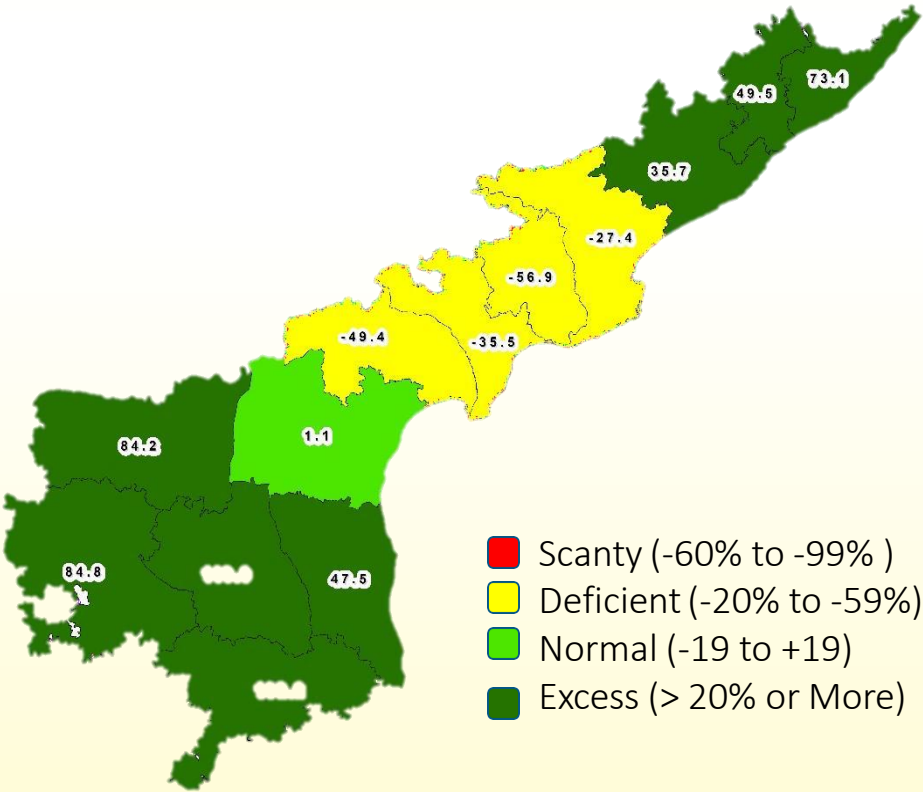 73.1
49.5
35.7
-27.4
-56.9
-49.4
-35.5
1.1
84.2
84.8
47.5
Scanty (-60% to -99% )
Deficient (-20% to -59%)
Normal (-19 to +19)
Excess (> 20% or More)